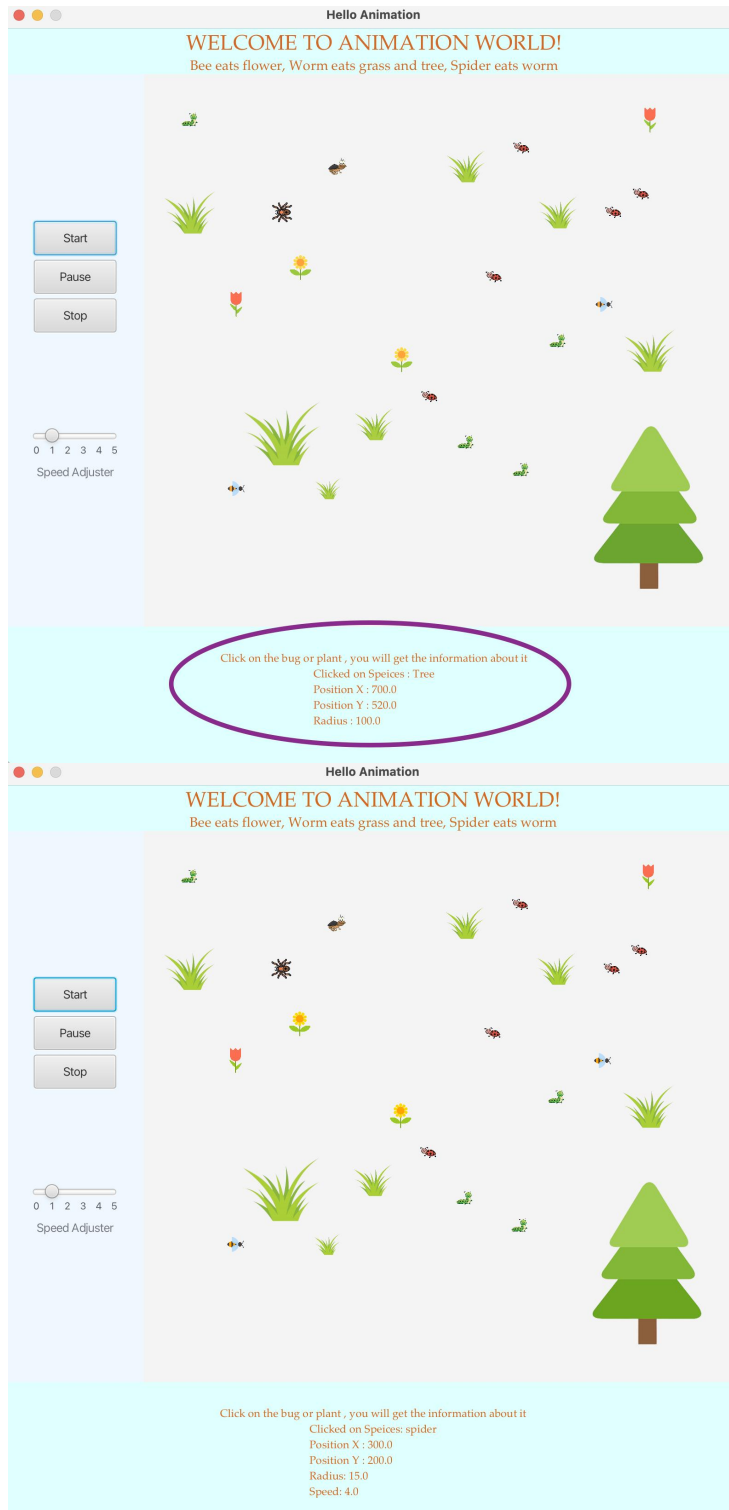 Hello Animation
WELCOME TO ANIMATION WORLD!
Bee eats flower, Worm eats grass and tree, Spider eats worm
Start
Pause
Stop
0 1 2 3 4 5
Speed Adjuster
Click on the bug or plant , you will get the information about it
Clicked on Speices : Tree
Position X : 700.0
Position Y : 520.0
Radius : 100.0
Hello Animation
WELCOME TO ANIMATION WORLD!
Bee eats flower, Worm eats grass and tree, Spider eats worm
Start
Pause
Stop
0 1 2 3 4 5
Speed Adjuster
Click on the bug or plant , you will get the information about it
Clicked on Speices: spider
Position X : 300.0
Position Y : 200.0
Radius: 15.0
Speed: 4.0